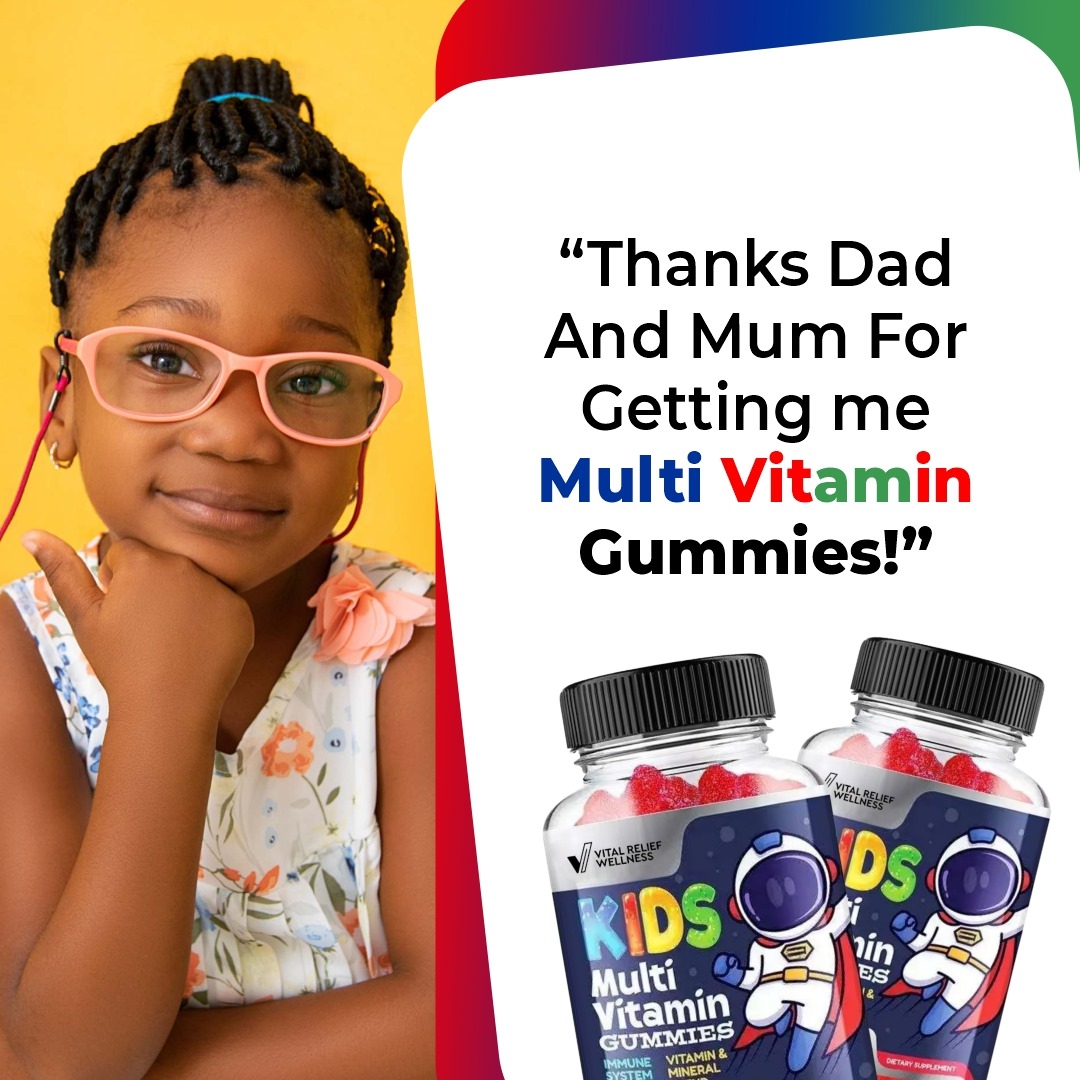 “Thanks Dad
And Mum For
Getting me
Multi Vitamin
Gummies!”
VITAL RELIEF
WELLNESS
KIDS
Multi
Vitamin
GUMMIES
IMMUNE
SYSTEM
VITAMIN &
MINERAL
VITAL RELIEF
WELLNESS
DIETARY SUPPLEMENT